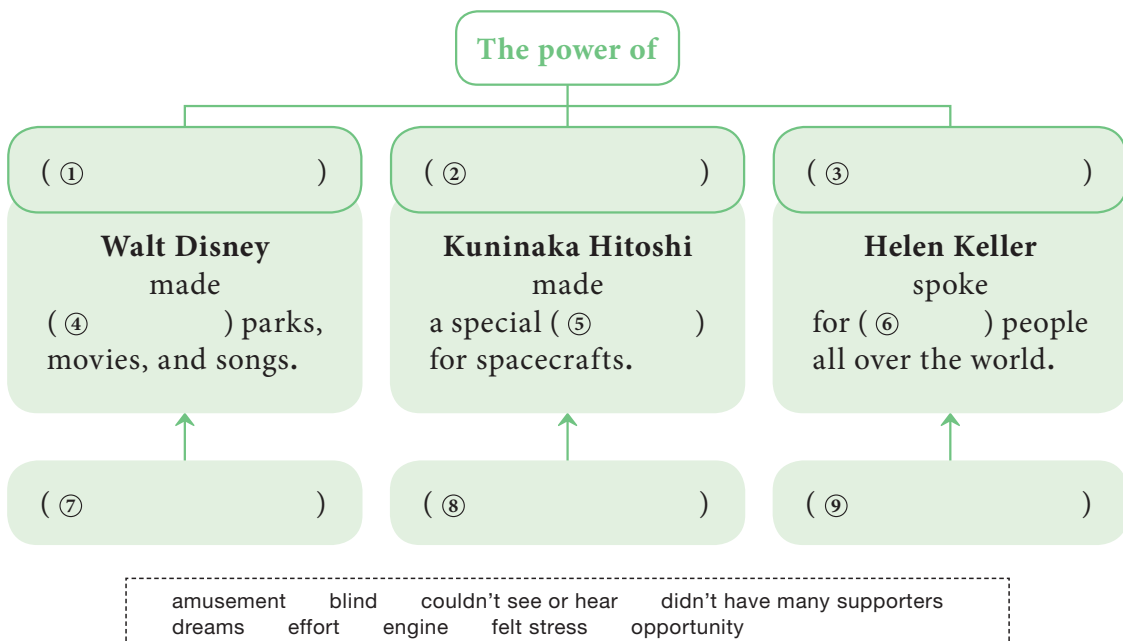 The power of
( ① )
( ② )
( ③ )
Walt Disney
made
( ④ ) parks,
movies, and songs.
Kuninaka Hitoshi
made
a special ( ⑤ )
for spacecrafts.
Helen Keller
spoke
for ( ⑥ ) people
all over the world.
( ⑦ )
( ⑧ )
( ⑨ )
amusement blind couldn't see or hear didn't have many supporters
dreams effort engine felt stress opportunity